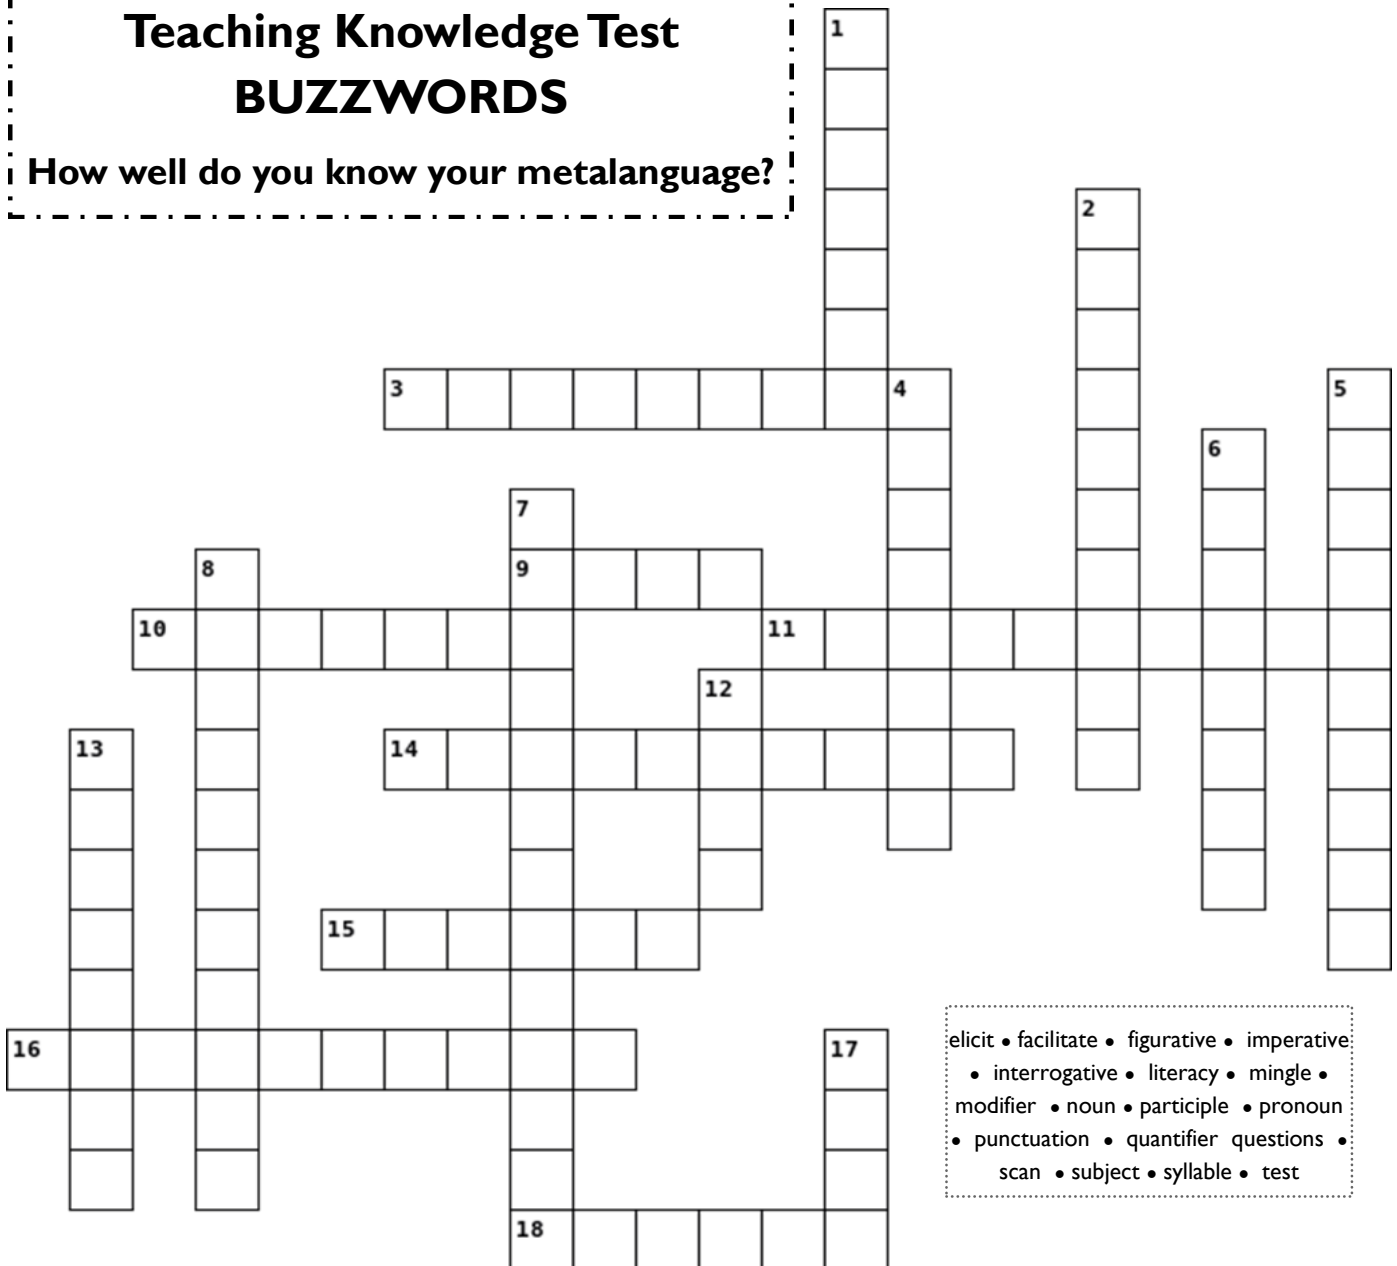 Teaching Knowledge Test
BUZZWORDS
How well do you know your metalanguage?
1
2
3
4
5
6
7
8
9
10
11
12
13
14
15
16
17
18
elicit • facilitate • figurative • imperative
• interrogative • literacy • mingle •
modifier • noun • participle • pronoun
• punctuation • quantifier questions •
scan • subject • syllable • test